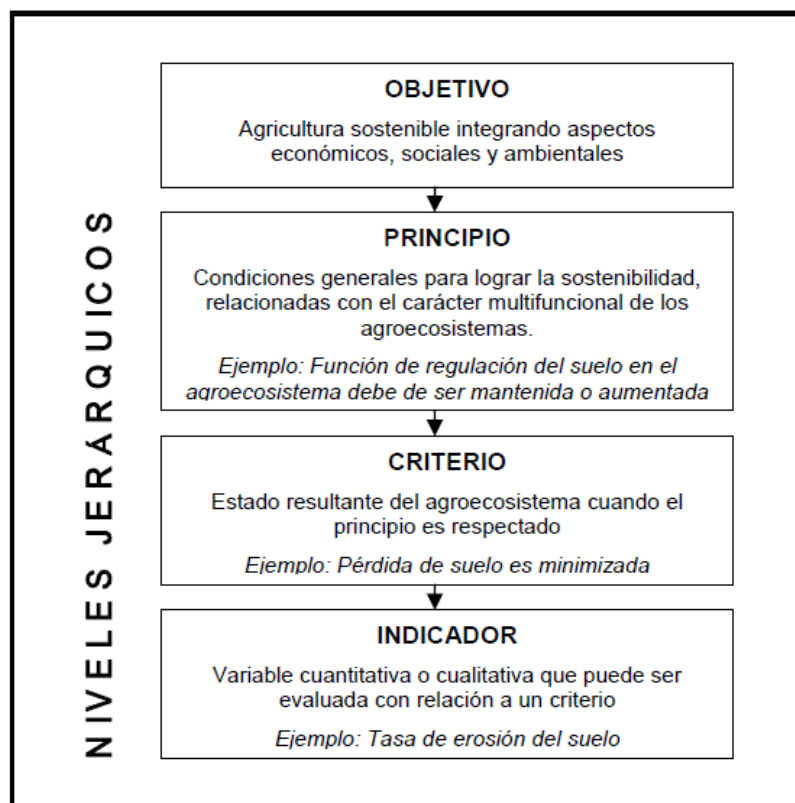 NIVELES JERÁRQUICOS
OBJETIVO
Agricultura sostenible integrando aspectos
económicos, sociales y ambientales
PRINCIPIO
Condiciones generales para lograr la sostenibilidad,
relacionadas con el carácter multifuncional de los
agroecosistemas.
Ejemplo: Función de regulación del suelo en el
agroecosistema debe de ser mantenida o aumentada
CRITERIO
Estado resultante del agroecosistema cuando el
principio es respectado
Ejemplo: Pérdida de suelo es minimizada
INDICADOR
Variable cuantitativa o cualitativa que puede ser
evaluada con relación a un criterio
Ejemplo: Tasa de erosión del suelo